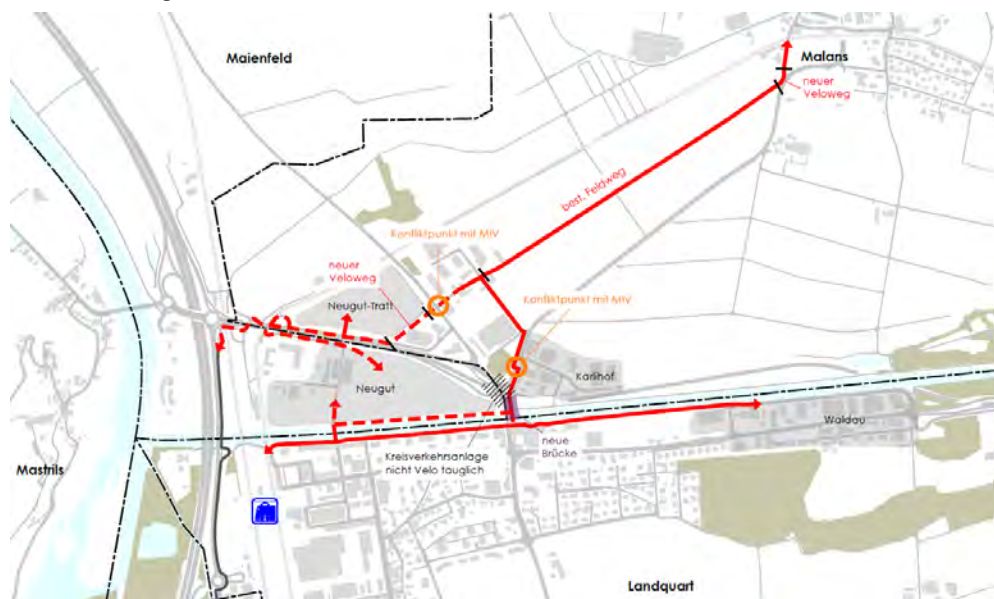 Maienfeld
Malans
neuer
Veloweg
best. Feldweg
Konfliktpunkt mit MIV
neuer
Veloweg
Neugut-Tratt
Konfliktpunkt mit MIV
Karlihof
Neugut
Waldau
neue
Brücke
Kreisverkehrsanlage
nicht Velo tauglich
Mastrils
Landquart